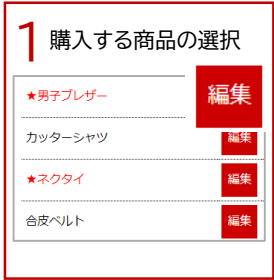 1 購入する商品の選択
★男子ブレザー 編集
カッターシャツ 編集
★ネクタイ 編集
合皮ベルト 編集